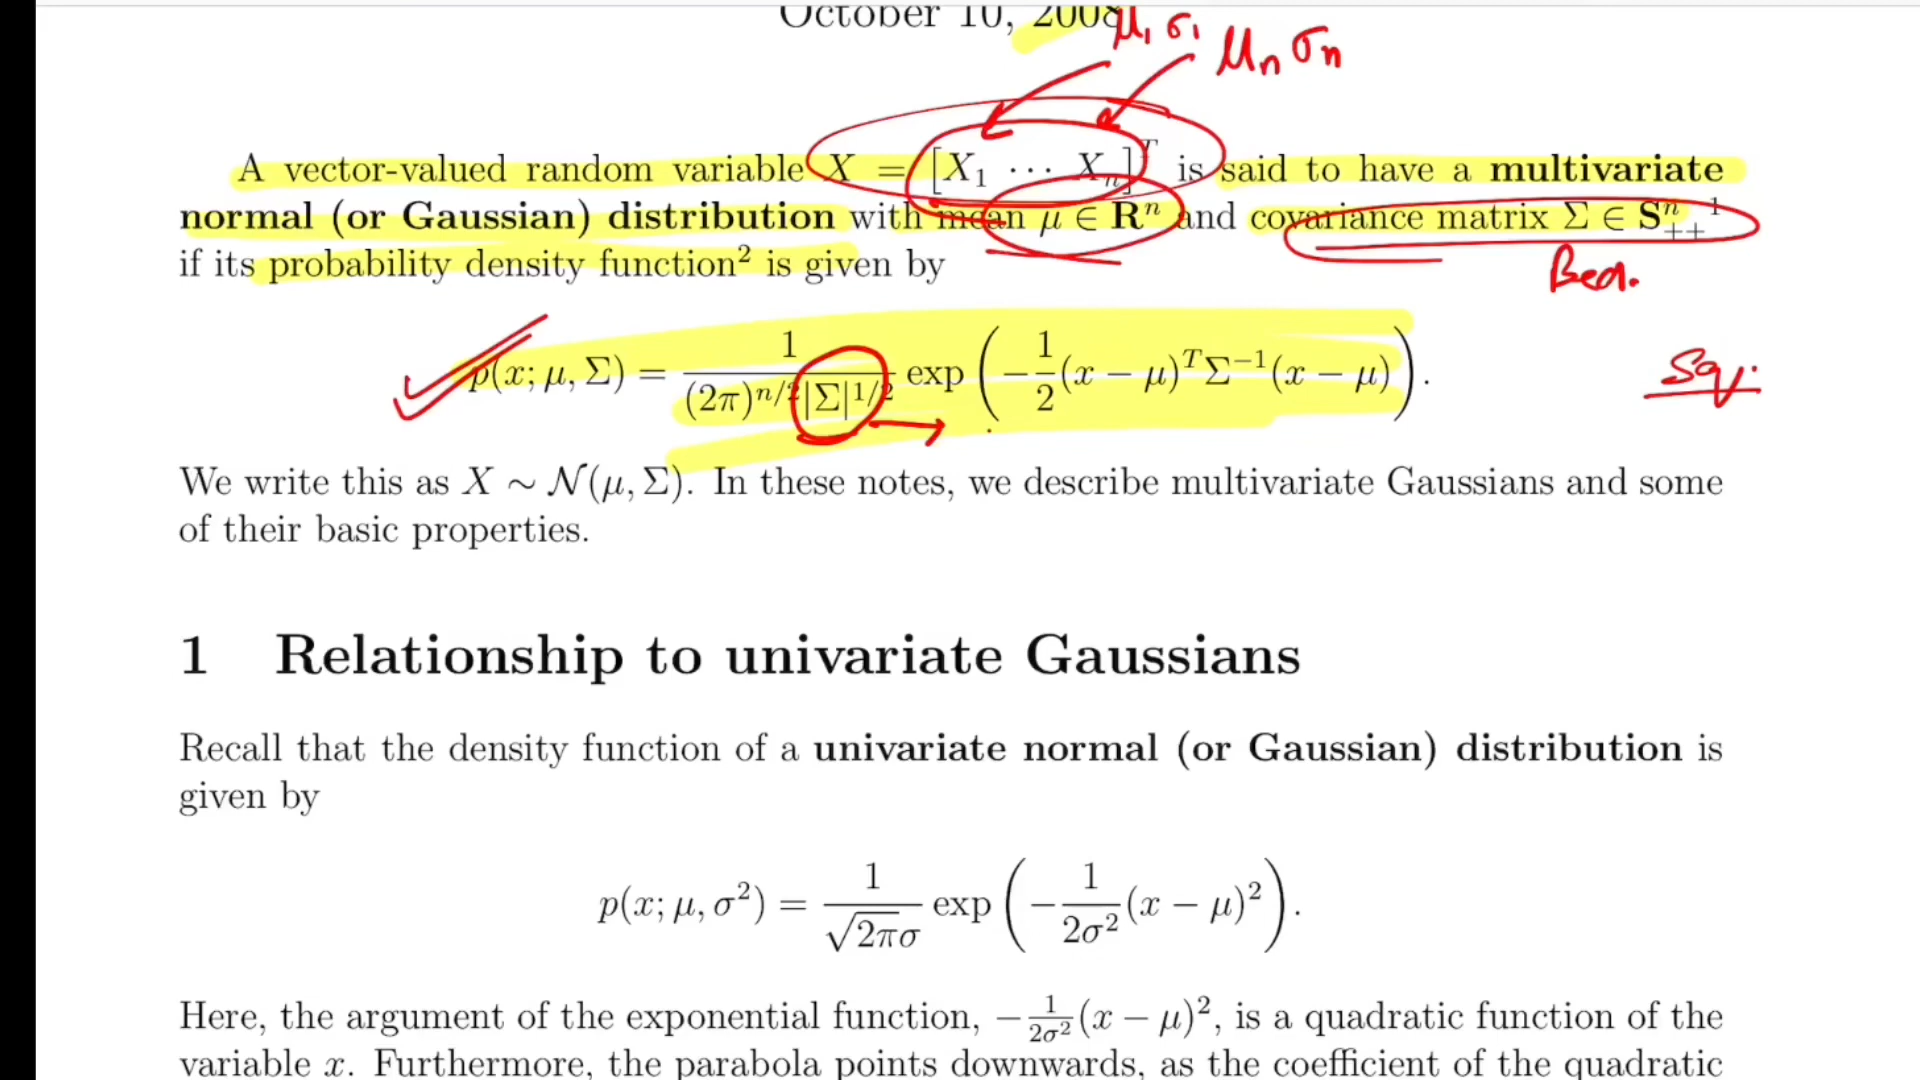 October 10, 2008
μ₁ σ₁
μₙ σₙ
A vector-valued random variable X = [X₁ ⋯ Xₙ]ᵀ is said to have a multivariate
normal (or Gaussian) distribution with mean μ ∈ Rⁿ and covariance matrix Σ ∈ Sⁿ₊₊ ¹
if its probability density function² is given by
p(x; μ, Σ) = 1 / ((2π)^{n/2}|Σ|^{1/2}) exp(−1/2 (x − μ)ᵀ Σ⁻¹ (x − μ)).
We write this as X ∼ 𝒩(μ, Σ). In these notes, we describe multivariate Gaussians and some
of their basic properties.
1 Relationship to univariate Gaussians
Recall that the density function of a univariate normal (or Gaussian) distribution is
given by
p(x; μ, σ²) = 1 / (√2π σ) exp(−1/(2σ²) (x − μ)²).
Here, the argument of the exponential function, −1/(2σ²) (x − μ)², is a quadratic function of the
variable x. Furthermore, the parabola points downwards, as the coefficient of the quadratic